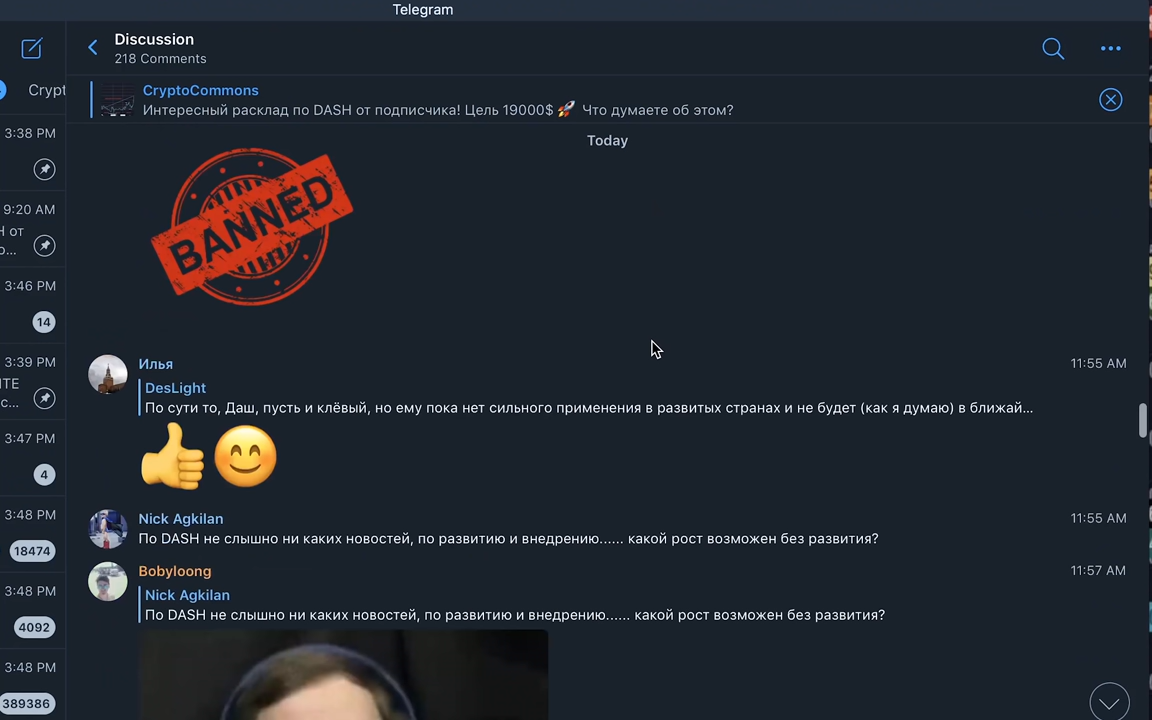 Telegram
Discussion
218 Comments
Crypt
CryptoCommons
Интересный расклад по DASH от подписчика! Цель 19000$🚀 Что думаете об этом?
3:38 PM
Today
BANNED
9:20 AM
Н от
о...
3:46 PM
14
3:39 PM
ITE
с...
3:47 PM
4
3:48 PM
18474
3:48 PM
4092
3:48 PM
389386
Илья
11:55 AM
DesLight
По сути то, Даш, пусть и клёвый, но ему пока нет сильного применения в развитых странах и не будет (как я думаю) в ближай...
👍😊
Nick Agkilan
11:55 AM
По DASH не слышно ни каких новостей, по развитию и внедрению...... какой рост возможен без развития?
Bobyloong
11:57 AM
Nick Agkilan
По DASH не слышно ни каких новостей, по развитию и внедрению...... какой рост возможен без развития?